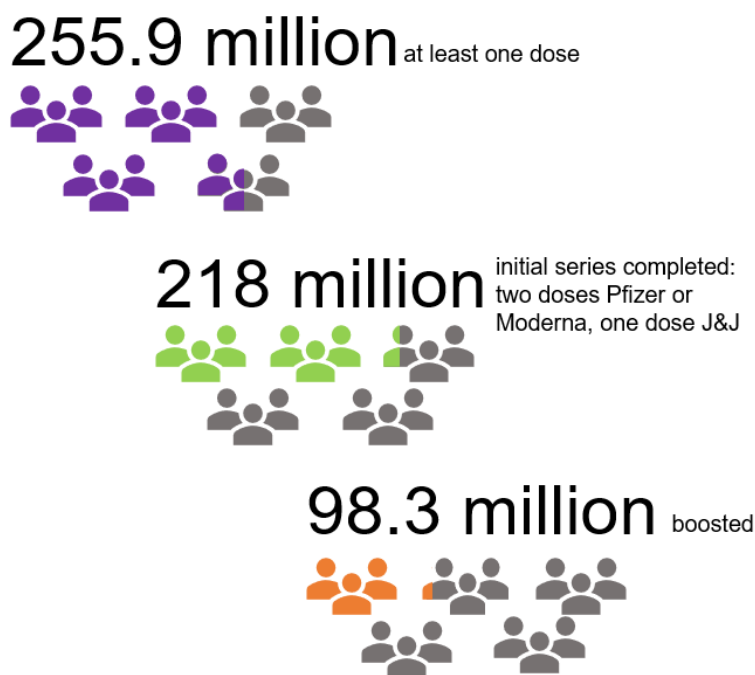 255.9 million at least one dose
218 million initial series completed:
two doses Pfizer or
Moderna, one dose J&J
98.3 million boosted